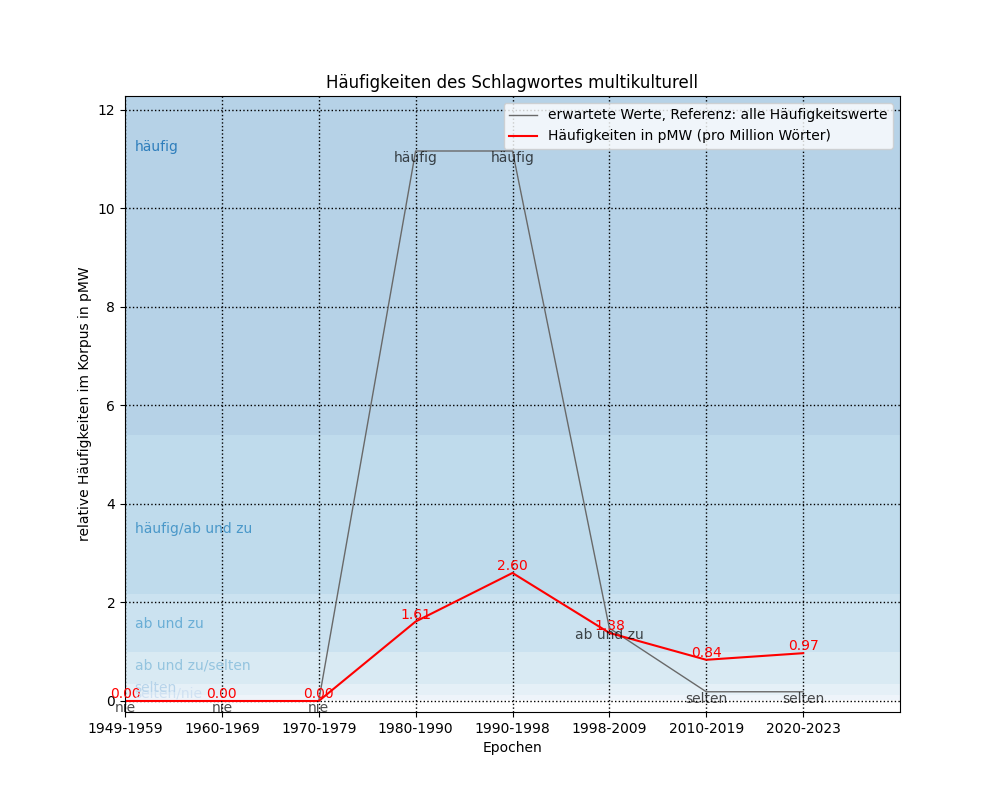 Häufigkeiten des Schlagwortes multikulturell
erwartete Werte, Referenz: alle Häufigkeitswerte
Häufigkeiten in pMW (pro Million Wörter)
relative Häufigkeiten im Korpus in pMW
12
10
8
6
4
2
0
häufig
häufig/ab und zu
ab und zu
ab und zu/selten
selten
selten/nie
häufig
häufig
ab und zu
selten
selten
nie
nie
nie
0.00
0.00
0.00
1.61
2.60
1.38
0.84
0.97
1949-1959
1960-1969
1970-1979
1980-1990
1990-1998
1998-2009
2010-2019
2020-2023
Epochen